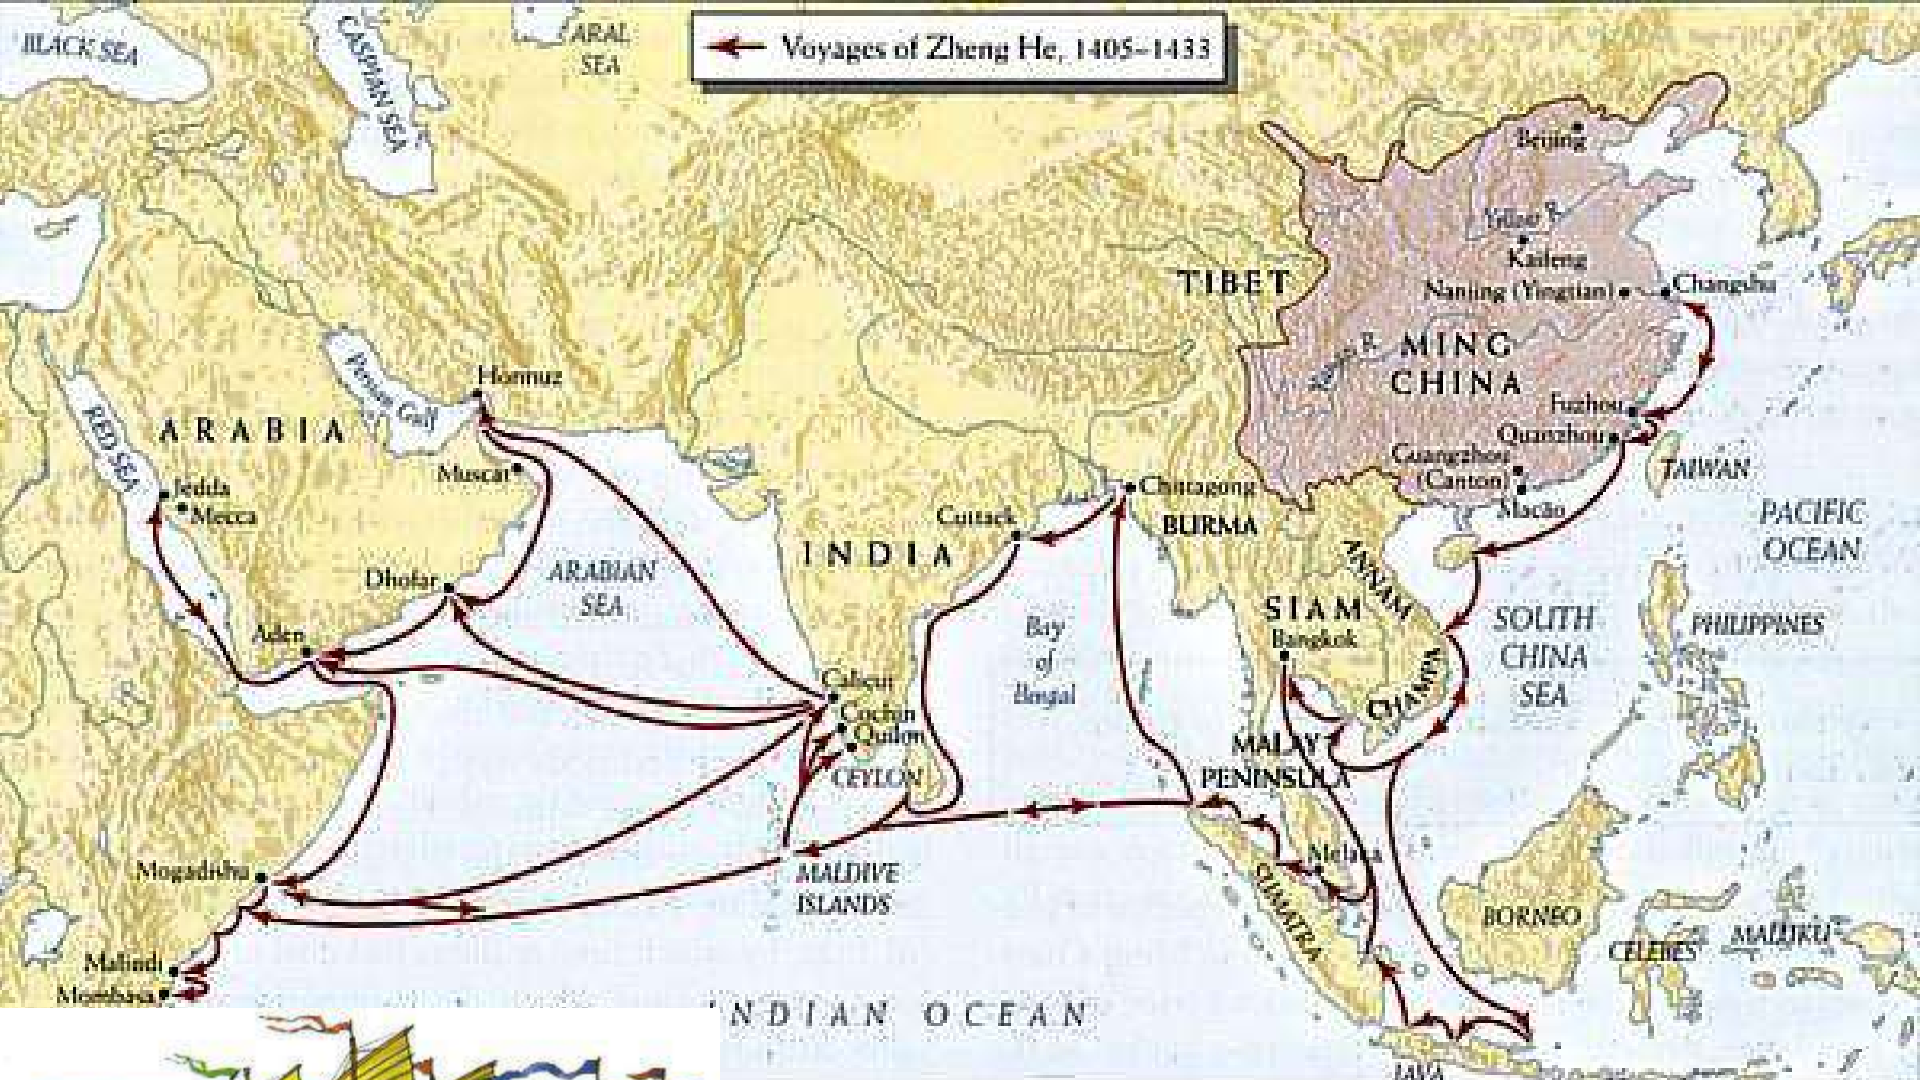 Voyages of Zheng He, 1405–1433
BLACK SEA
CASPIAN SEA
ARAL
SEA
Beijing
Yellow R.
Kaifeng
Nanjing (Yingtian)
Changshu
TIBET
MING
CHINA
Fuzhou
Quanzhou
Guangzhou
(Canton)
Macão
TAIWAN
PACIFIC
OCEAN
Hormuz
Persian Gulf
ARABIA
RED SEA
Muscat
Jedda
Mecca
Dhofar
ARABIAN
SEA
Aden
INDIA
Cuttack
Chittagong
BURMA
Bay
of
Bengal
ANNAM
SIAM
Bangkok
CHAMPA
SOUTH
CHINA
SEA
PHILIPPINES
Calicut
Cochin
Quilon
CEYLON
MALAY
PENINSULA
Melaka
SUMATRA
MALDIVE
ISLANDS
Mogadishu
Malindi
Mombasa
BORNEO
CELEBES
MALUKU
INDIAN OCEAN
JAVA